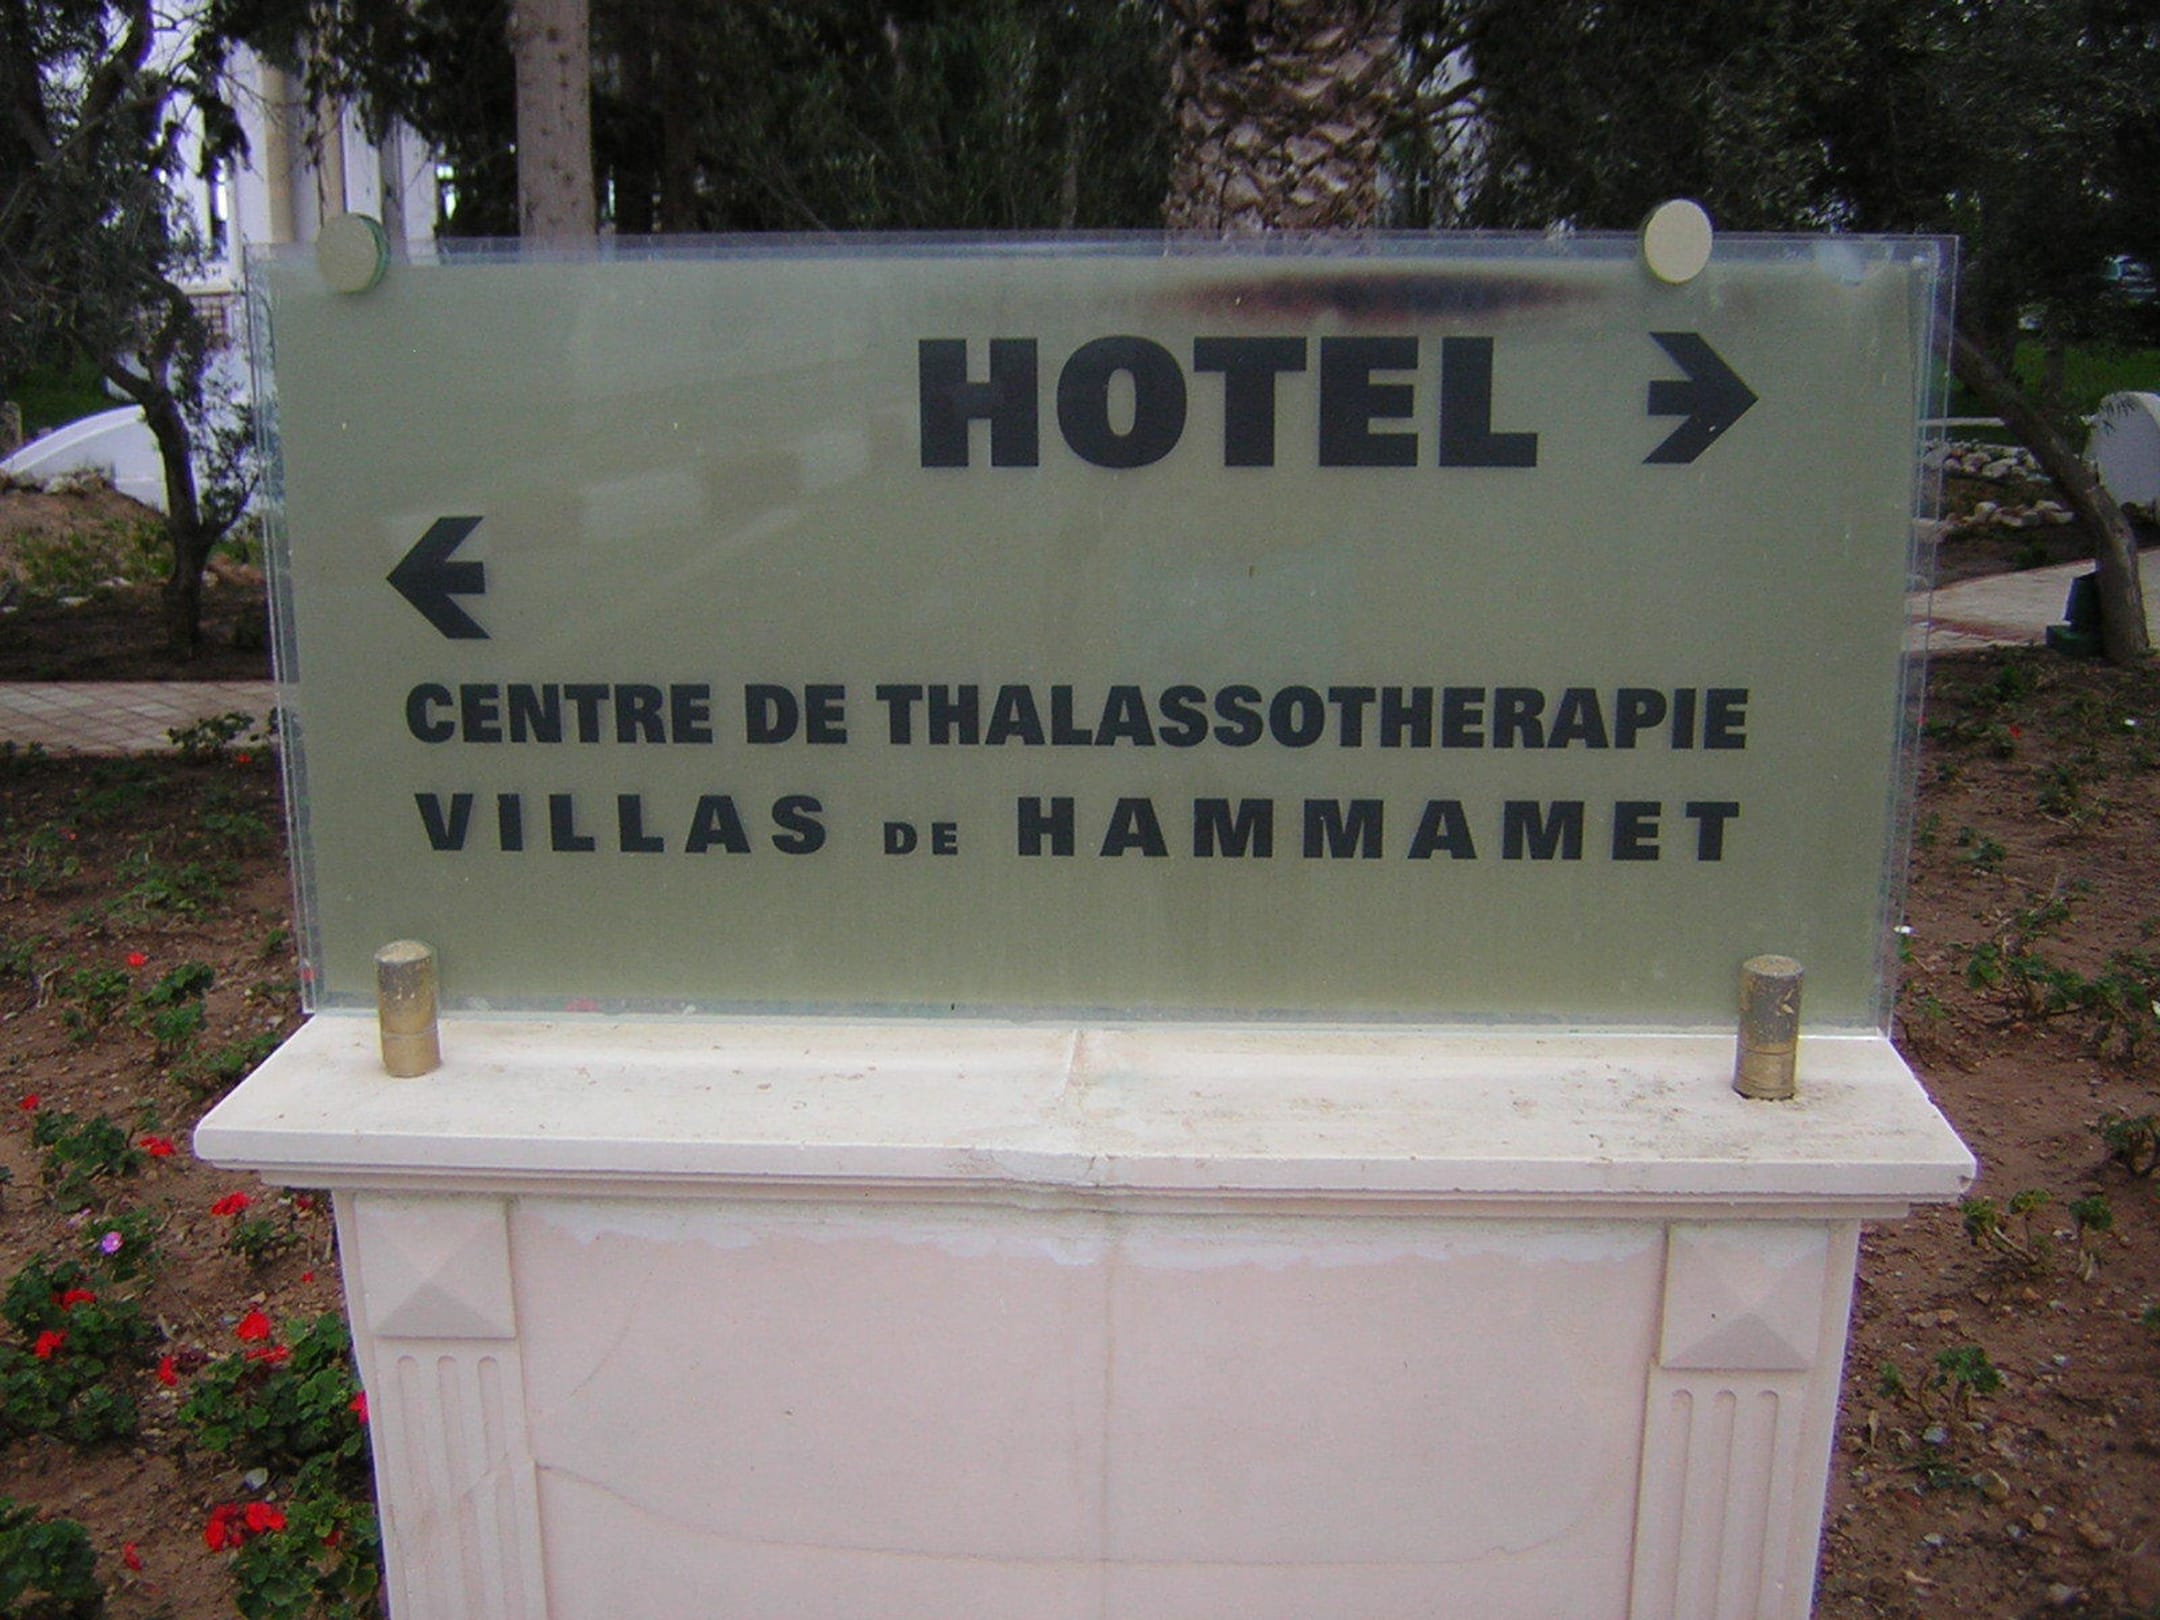 HOTEL
CENTRE DE THALASSOTHERAPIE
VILLAS DE HAMMAMET